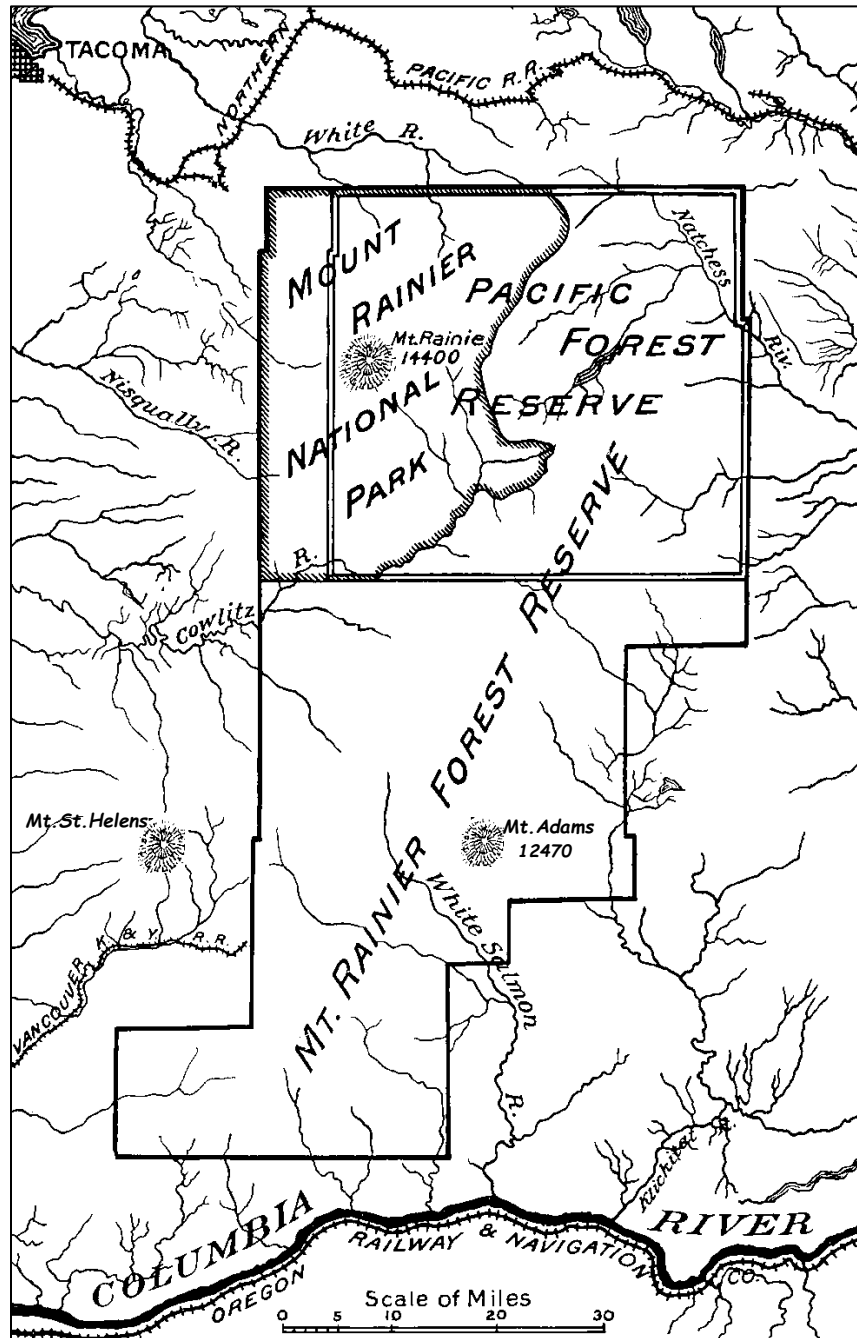 TACOMA
NORTHERN
PACIFIC R.R.
White R.
MOUNT
RAINIER
NATIONAL
PARK
PACIFIC
FOREST
RESERVE
Natchess
Riv.
Mt.Rainie
14400
Nisqually R.
R.
Cowlitz
MT. RAINIER FOREST RESERVE
Mt.St.Helens
Mt. Adams
12470
White Salmon
R.
VANCOUVER K. & Y. R.R.
Klichitat R.
COLUMBIA
RIVER
OREGON RAILWAY & NAVIGATION CO.
Scale of Miles
0 5 10 20 30